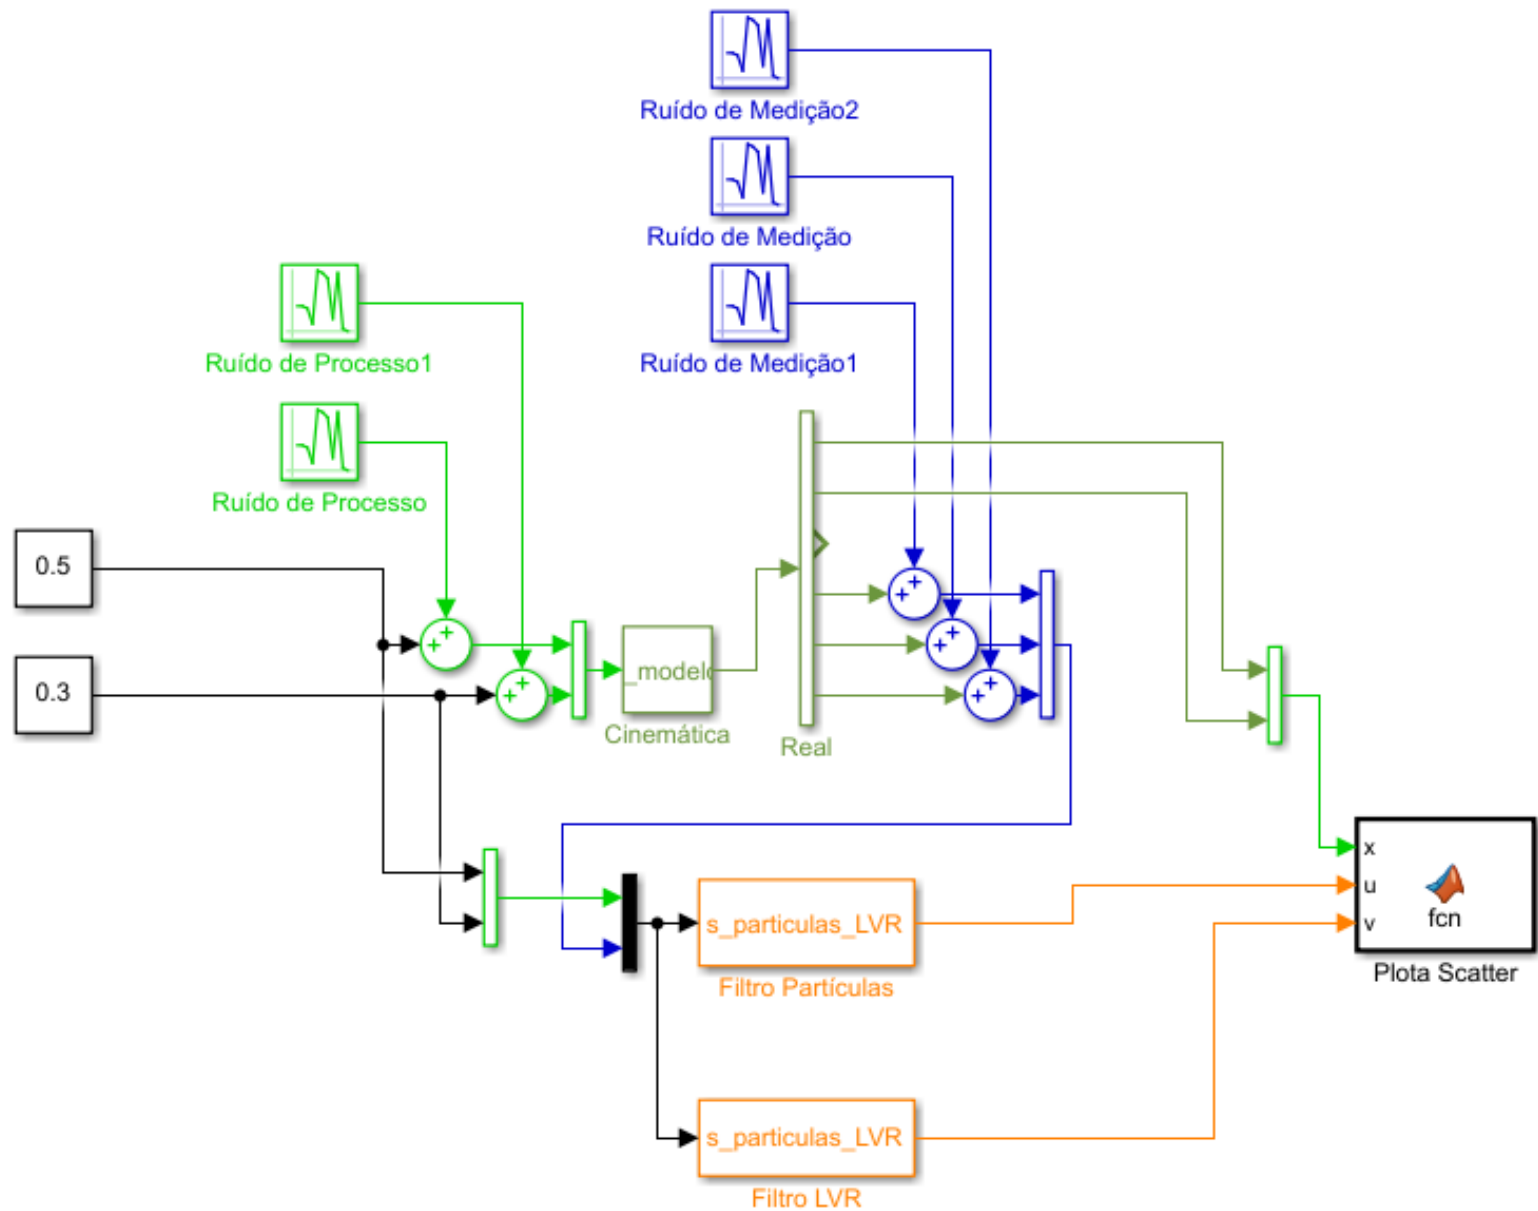 Ruído de Medição2
Ruído de Medição
Ruído de Medição1
Ruído de Processo1
Ruído de Processo
0.5
0.3
_modelo
Cinemática
Real
x
u
v
fcn
Plota Scatter
s_particulas_LVR
Filtro Partículas
s_particulas_LVR
Filtro LVR